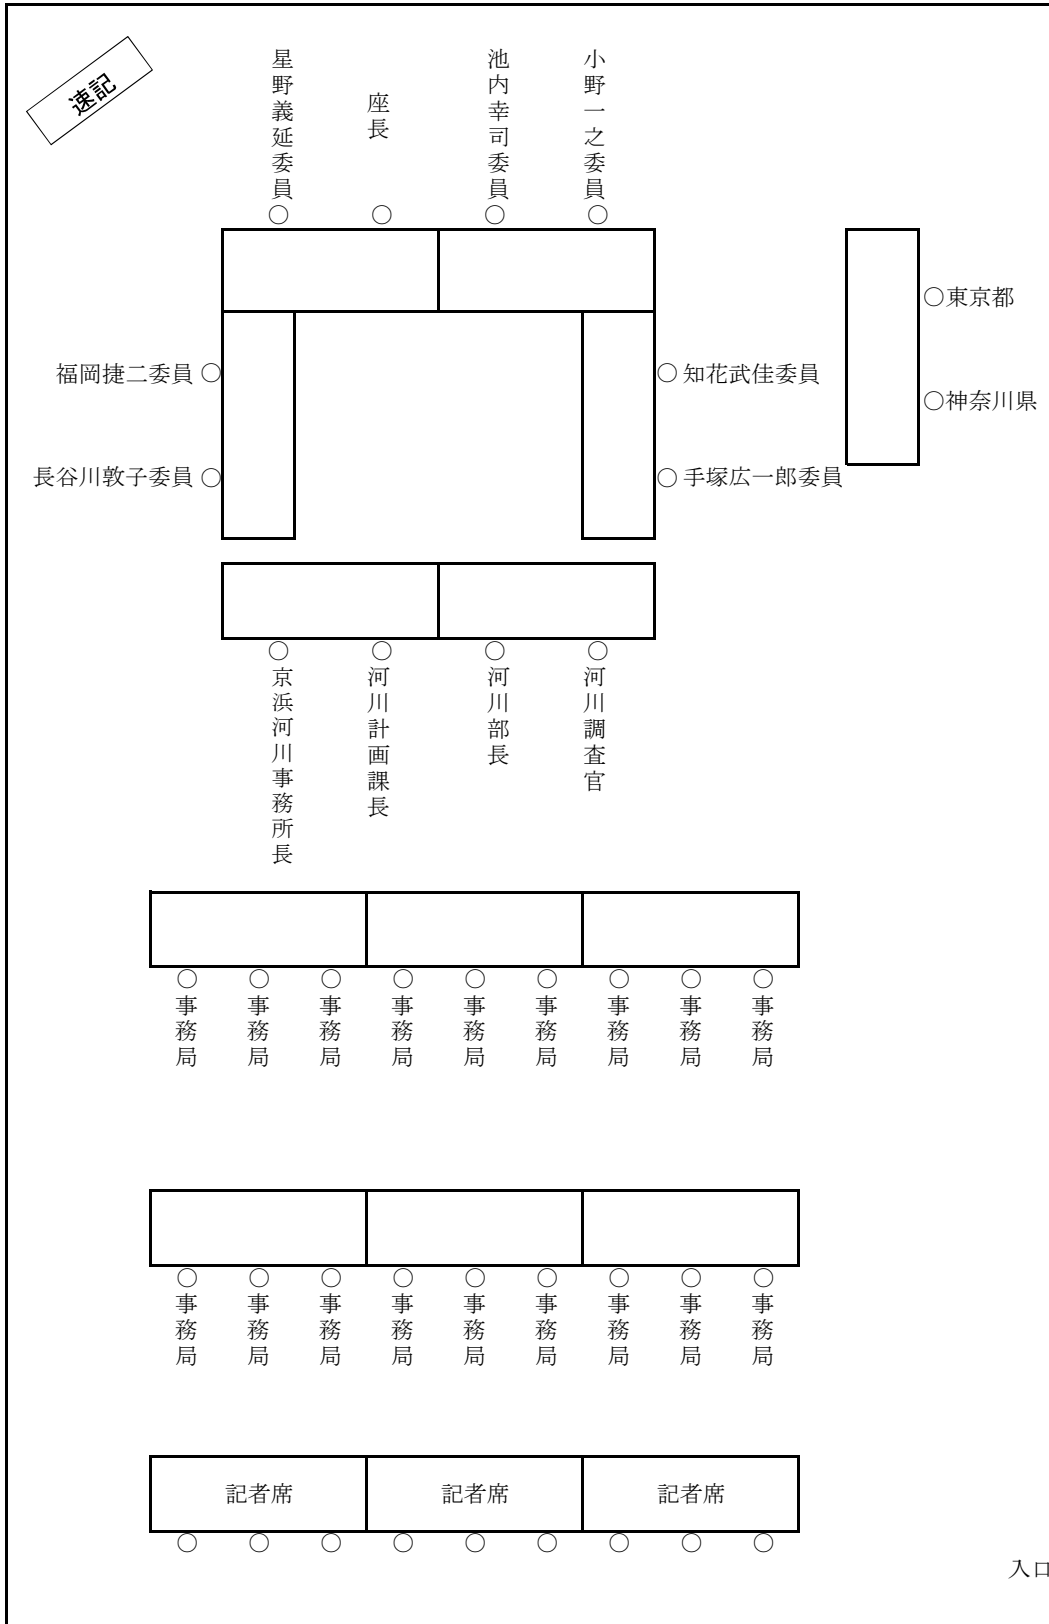 速記
星野義延委員
座長
池内幸司委員
小野一之委員
○ ○ ○ ○
○東京都
福岡捷二委員 ○
○ 知花武佳委員
○神奈川県
長谷川敦子委員 ○
○ 手塚広一郎委員
○ ○ ○ ○
京浜河川事務所長
河川計画課長
河川部長
河川調査官
○ ○ ○ ○ ○ ○ ○ ○ ○
事務局
事務局
事務局
事務局
事務局
事務局
事務局
事務局
事務局
○ ○ ○ ○ ○ ○ ○ ○ ○
事務局
事務局
事務局
事務局
事務局
事務局
事務局
事務局
事務局
記者席
記者席
記者席
○ ○ ○ ○ ○ ○ ○ ○ ○
入口